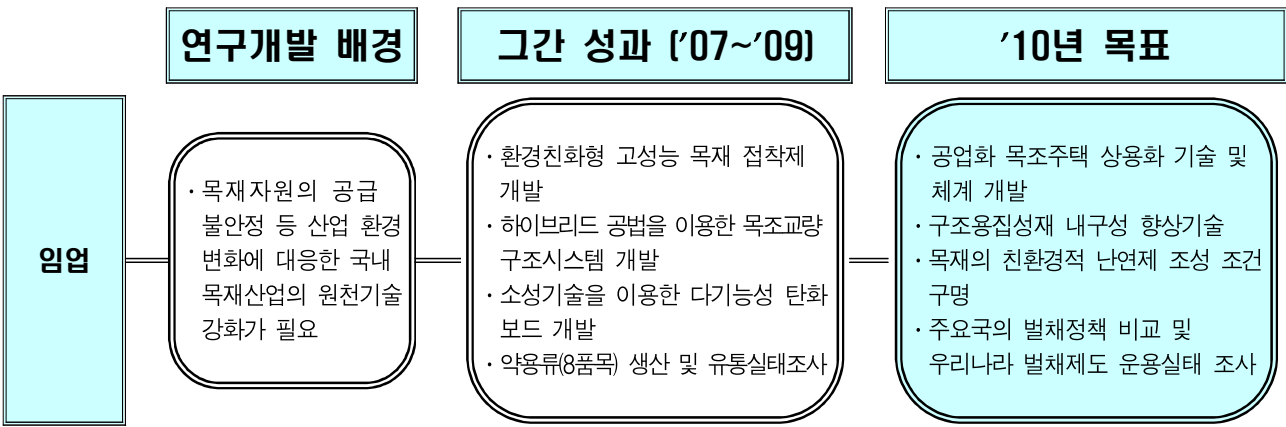 연구개발 배경
그간 성과 ('07~'09)
'10년 목표
임업
· 목재자원의 공급
불안정 등 산업 환경
변화에 대응한 국내
목재산업의 원천기술
강화가 필요
· 환경친화형 고성능 목재 접착제
개발
· 하이브리드 공법을 이용한 목조교량
구조시스템 개발
· 소성기술을 이용한 다기능성 탄화
보드 개발
· 약용류(8품목) 생산 및 유통실태조사
· 공업화 목조주택 상용화 기술 및
체계 개발
· 구조용집성재 내구성 향상기술
· 목재의 친환경적 난연제 조성 조건
구명
· 주요국의 벌채정책 비교 및
우리나라 벌채제도 운용실태 조사